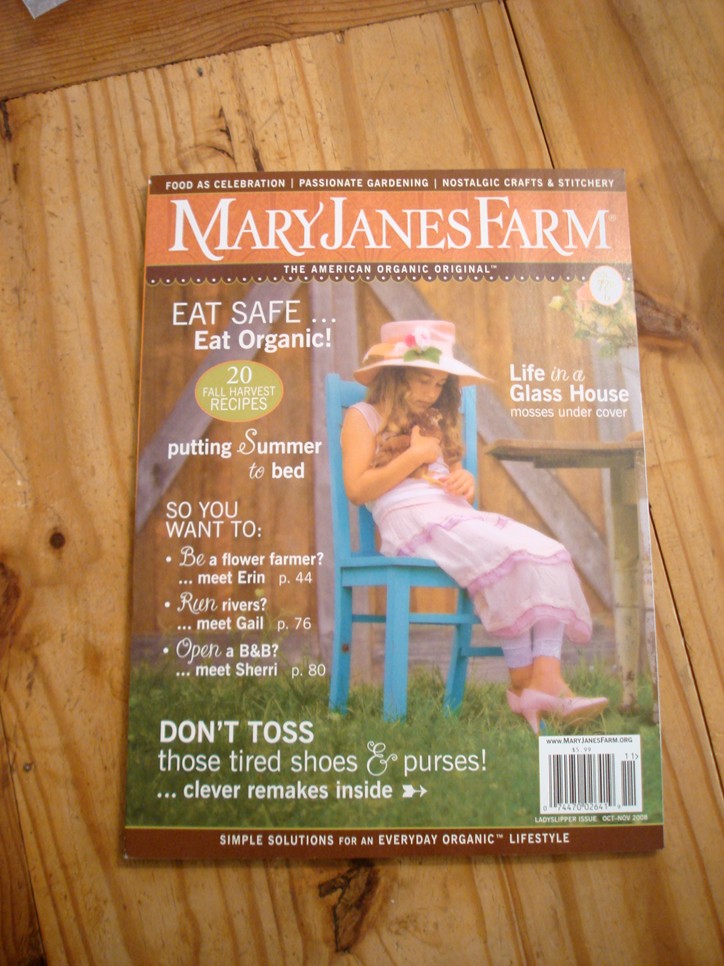 FOOD AS CELEBRATION | PASSIONATE GARDENING | NOSTALGIC CRAFTS & STITCHERY
MARYJANESFARM
THE AMERICAN ORGANIC ORIGINAL™
EAT SAFE ...
Eat Organic!
20
FALL HARVEST
RECIPES
Life in a
Glass House
mosses under cover
putting Summer
to bed
SO YOU
WANT TO:
• Be a flower farmer?
... meet Erin p. 44
• Run rivers?
... meet Gail p. 76
• Open a B&B?
... meet Sherri p. 80
DON'T TOSS
those tired shoes & purses!
... clever remakes inside
WWW.MARYJANESFARM.ORG
$5.99
11>
0 74470 02641
LADYSLIPPER ISSUE. OCT–NOV 2008
SIMPLE SOLUTIONS FOR AN EVERYDAY ORGANIC™ LIFESTYLE